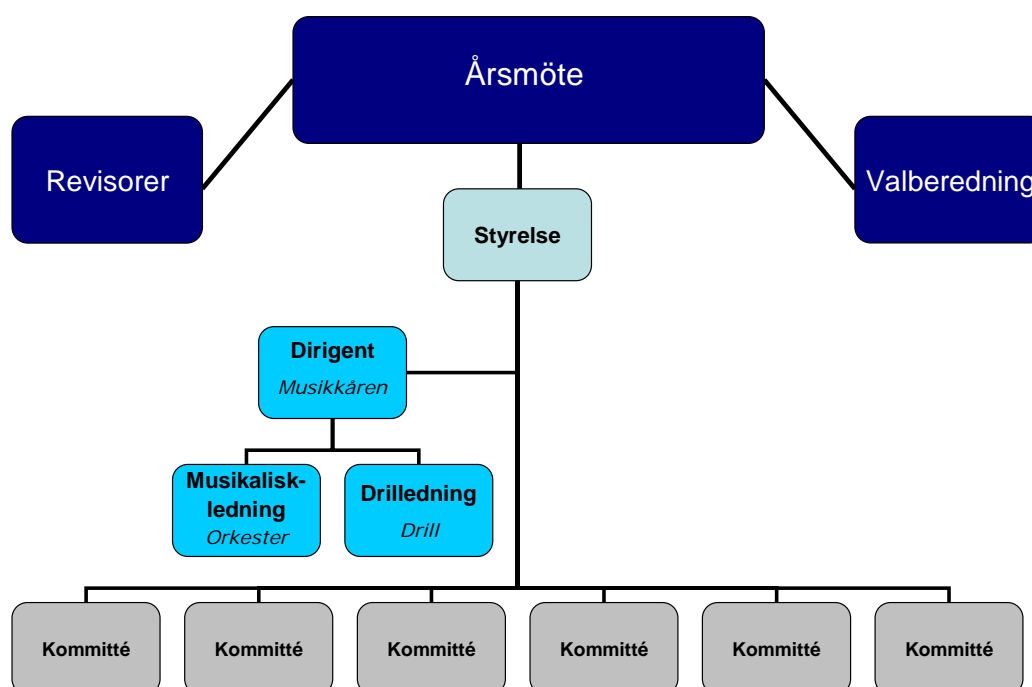 Årsmöte
Revisorer
Valberedning
Styrelse
Dirigent
Musikkåren
Musikalisk-
ledning
Orkester
Drilledning
Drill
Kommitté
Kommitté
Kommitté
Kommitté
Kommitté
Kommitté